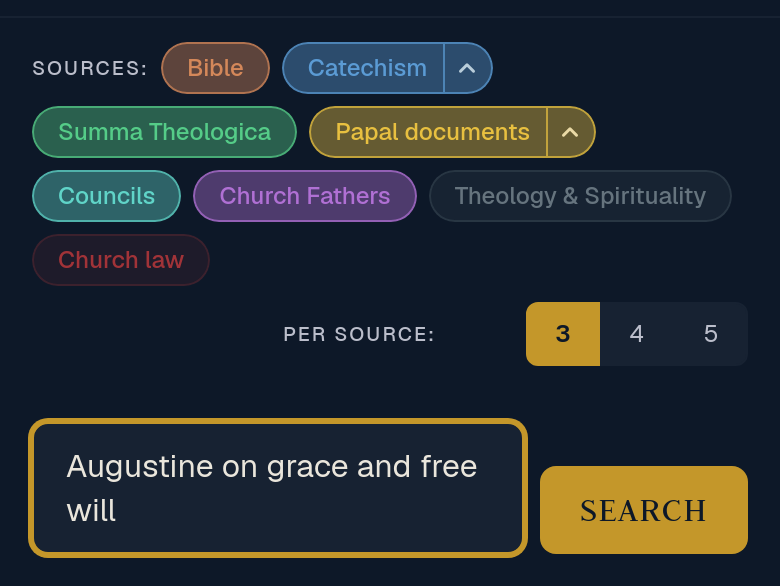 SOURCES: Bible Catechism
Summa Theologica Papal documents
Councils Church Fathers Theology & Spirituality
Church law
PER SOURCE: 3 4 5
Augustine on grace and free
will
SEARCH